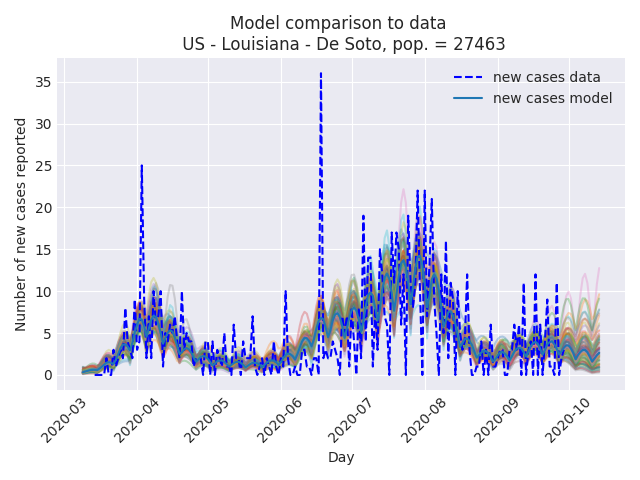 Model comparison to data
US - Louisiana - De Soto, pop. = 27463
new cases data
new cases model
Number of new cases reported
35
30
25
20
15
10
5
0
2020-03
2020-04
2020-05
2020-06
2020-07
2020-08
2020-09
2020-10
Day